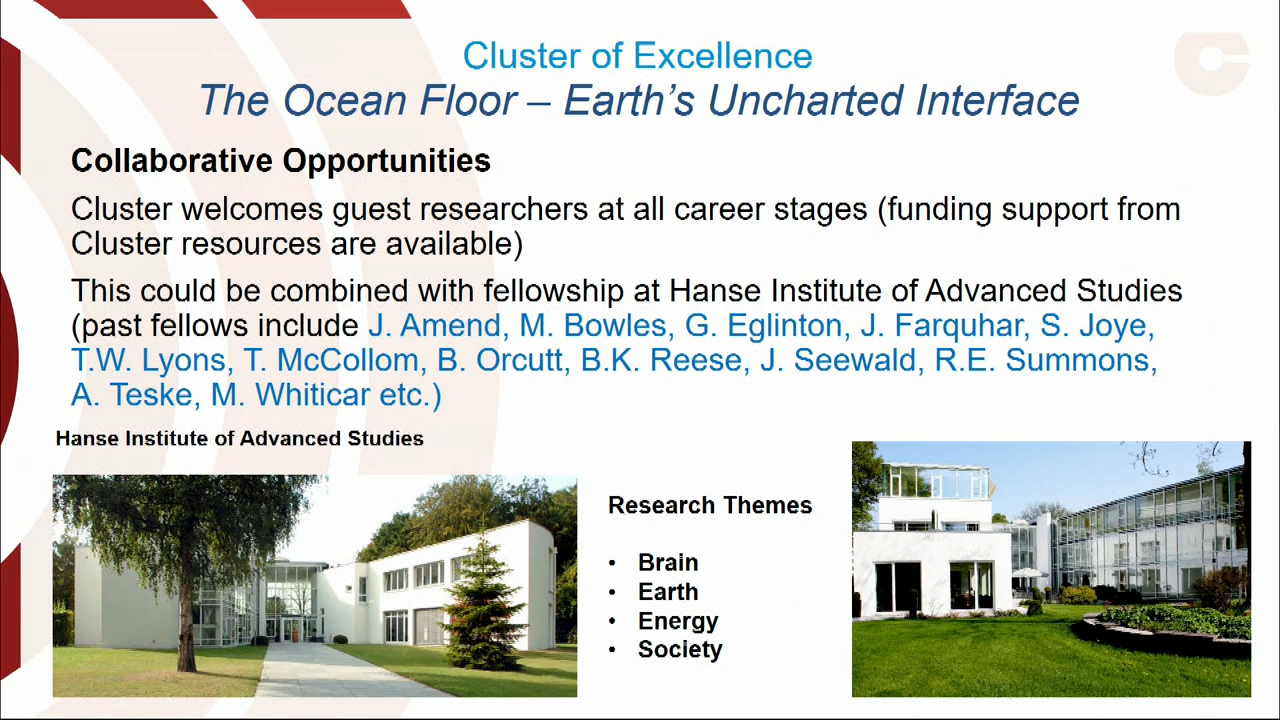 Cluster of Excellence
The Ocean Floor – Earth's Uncharted Interface
Collaborative Opportunities
Cluster welcomes guest researchers at all career stages (funding support from
Cluster resources are available)
This could be combined with fellowship at Hanse Institute of Advanced Studies
(past fellows include J. Amend, M. Bowles, G. Eglinton, J. Farquhar, S. Joye,
T.W. Lyons, T. McCollom, B. Orcutt, B.K. Reese, J. Seewald, R.E. Summons,
A. Teske, M. Whiticar etc.)
Hanse Institute of Advanced Studies
Research Themes
• Brain
• Earth
• Energy
• Society